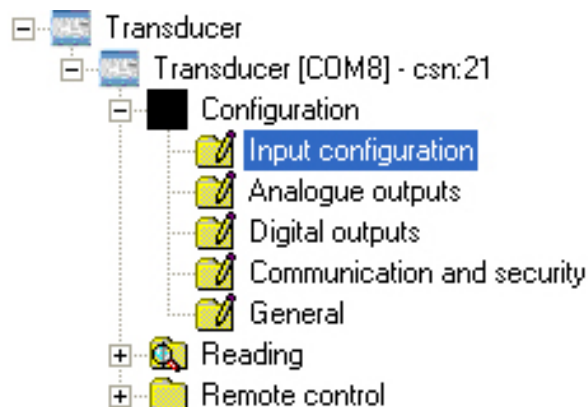 Transducer
Transducer [COM8] - csn:21
Configuration
Input configuration
Analogue outputs
Digital outputs
Communication and security
General
Reading
Remote control